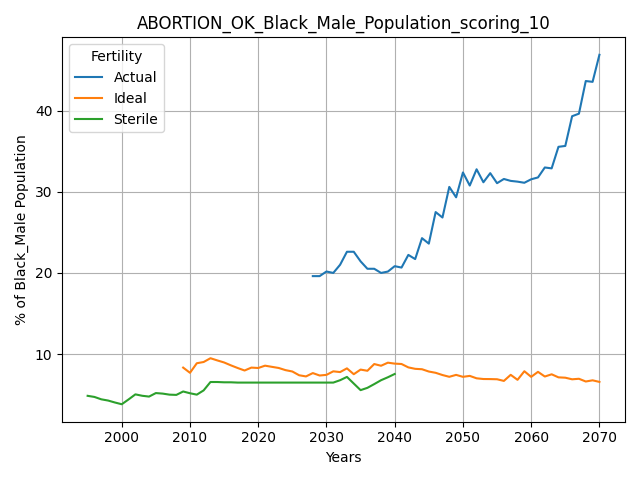 ABORTION_OK_Black_Male_Population_scoring_10
Fertility
Actual
Ideal
Sterile
% of Black_Male Population
40
30
20
10
2000 2010 2020 2030 2040 2050 2060 2070
Years